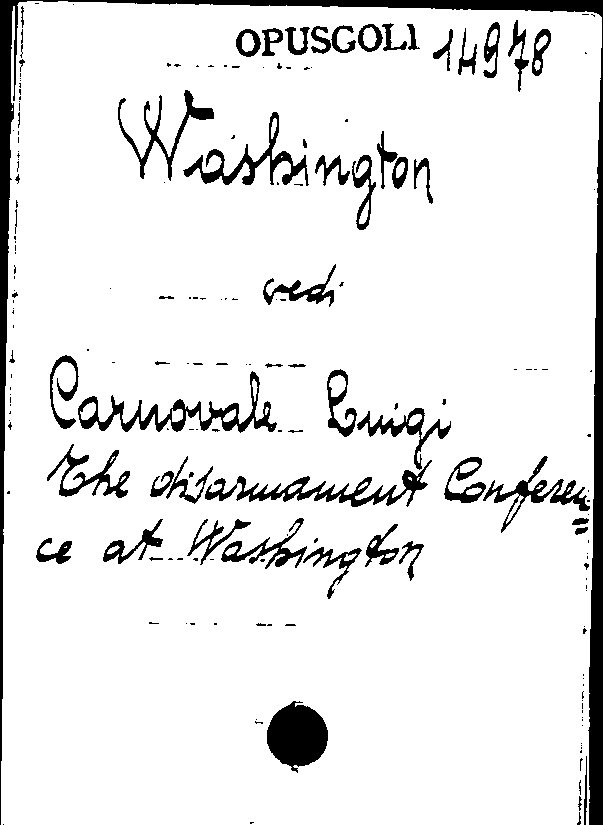 OPUSCOLI 14978
Washington
vedi
Carnovale Luigi
The disarmament Conferen=
ce at Washington